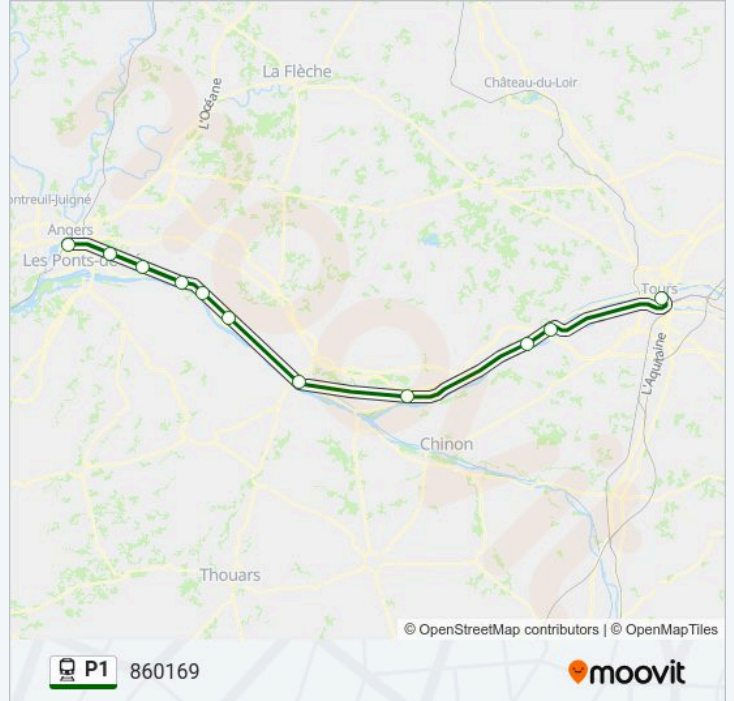 La Flèche
Château-du-Loir
L'Océane
ontreuil-Juigné
Angers
Les Ponts-de
Tours
L'Aquitaine
Chinon
Thouars
© OpenStreetMap contributors | © OpenMapTiles
P1 860169 moovit
moovit